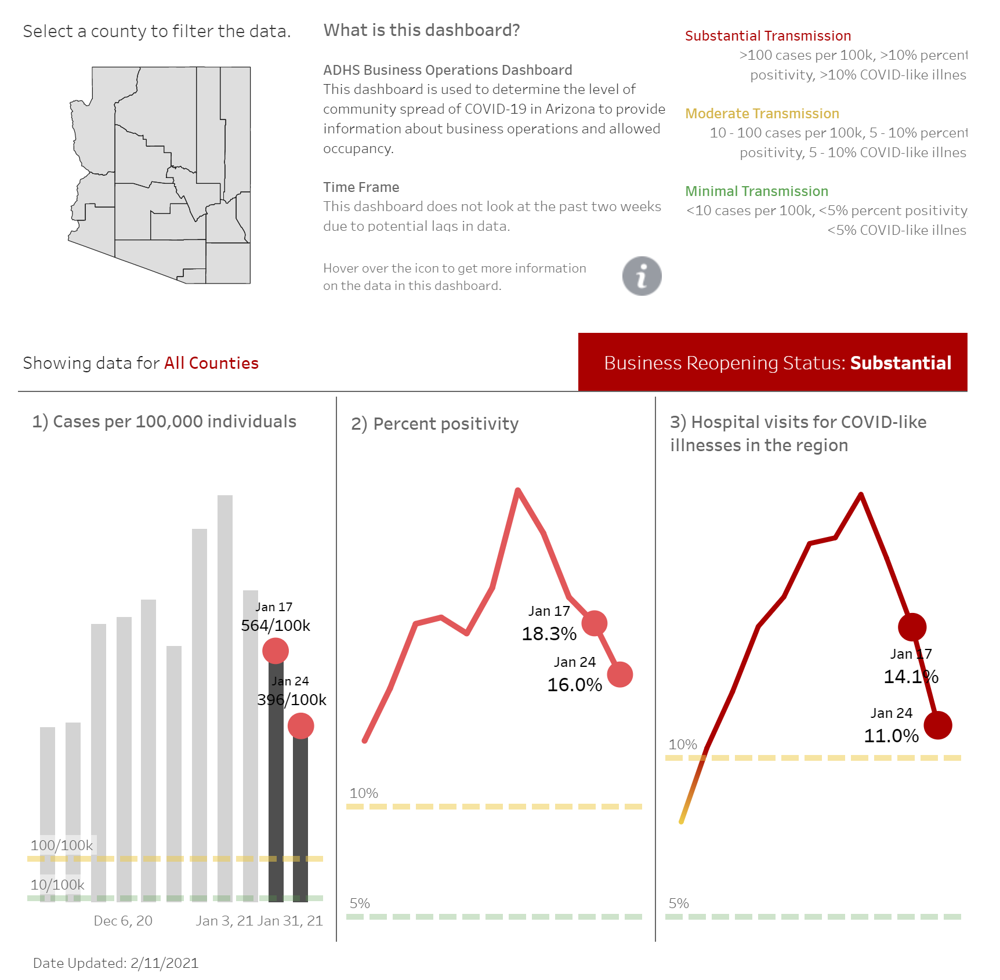 Select a county to filter the data.
What is this dashboard?
ADHS Business Operations Dashboard
This dashboard is used to determine the level of
community spread of COVID-19 in Arizona to provide
information about business operations and allowed
occupancy.
Time Frame
This dashboard does not look at the past two weeks
due to potential lags in data.
Hover over the icon to get more information
on the data in this dashboard.
i
Substantial Transmission
>100 cases per 100k, >10% percent
positivity, >10% COVID-like illnes
Moderate Transmission
10 - 100 cases per 100k, 5 - 10% percent
positivity, 5 - 10% COVID-like illnes
Minimal Transmission
<10 cases per 100k, <5% percent positivity,
<5% COVID-like illnes
Showing data for All Counties
Business Reopening Status: Substantial
1) Cases per 100,000 individuals
Jan 17
564/100k
Jan 24
396/100k
100/100k
10/100k
Dec 6, 20
Jan 3, 21
Jan 31, 21
2) Percent positivity
Jan 17
18.3%
Jan 24
16.0%
10%
5%
3) Hospital visits for COVID-like
illnesses in the region
Jan 17
14.1%
Jan 24
11.0%
10%
5%
Date Updated: 2/11/2021